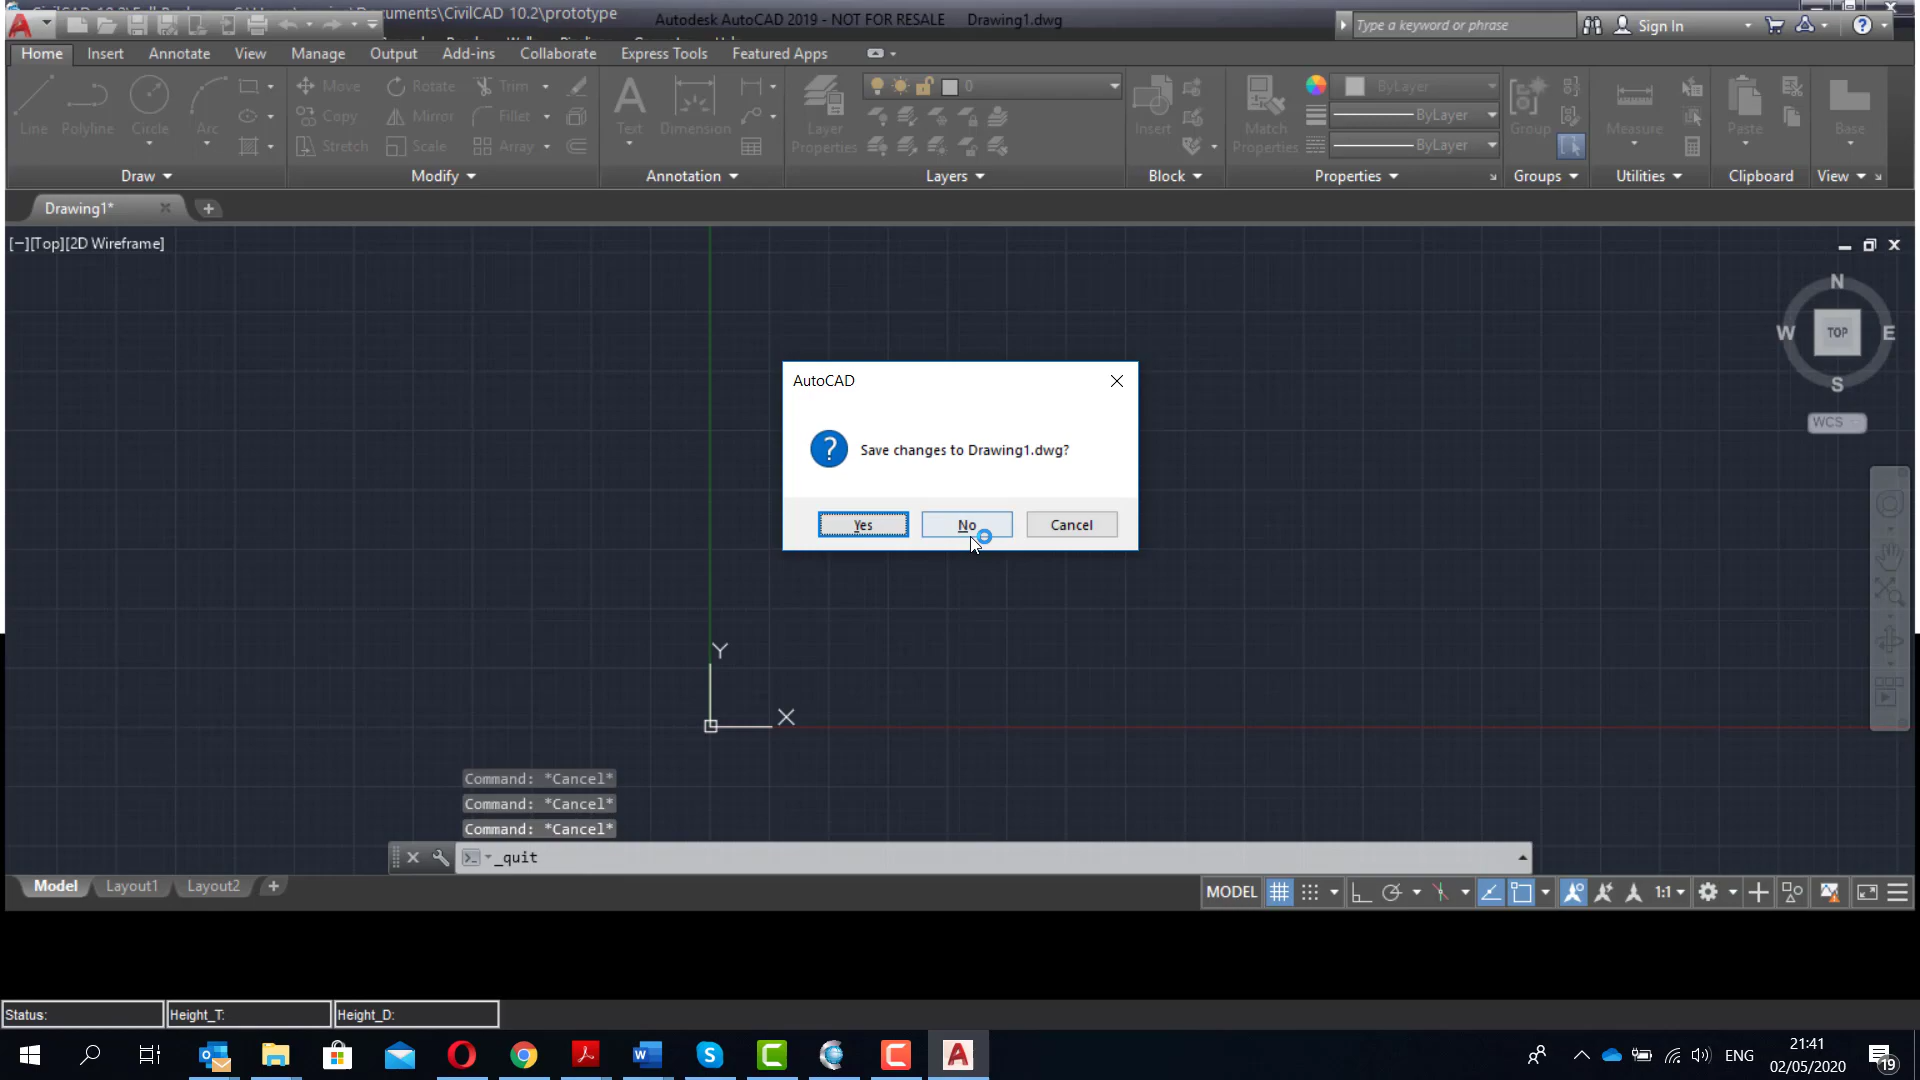 Documents\CivilCAD 10.2\prototype
Autodesk AutoCAD 2019 - NOT FOR RESALE Drawing1.dwg
Type a keyword or phrase
Sign In
Home Insert Annotate View Manage Output Add-ins Collaborate Express Tools Featured Apps
Line Polyline Circle Arc
Move Rotate Trim
Copy Mirror Fillet
Stretch Scale Array
Text Dimension
Layer Properties
0
Insert
Match Properties
ByLayer
ByLayer
ByLayer
Group
Measure
Paste
Base
Draw Modify Annotation Layers Block Properties Groups Utilities Clipboard View
Drawing1*
[−][Top][2D Wireframe]
N
W TOP E
S
WCS
AutoCAD
Save changes to Drawing1.dwg?
Yes No Cancel
Y
X
Command: *Cancel*
Command: *Cancel*
Command: *Cancel*
_quit
Model Layout1 Layout2
MODEL 1:1
Status: Height_T: Height_D:
ENG
21:41
02/05/2020
19